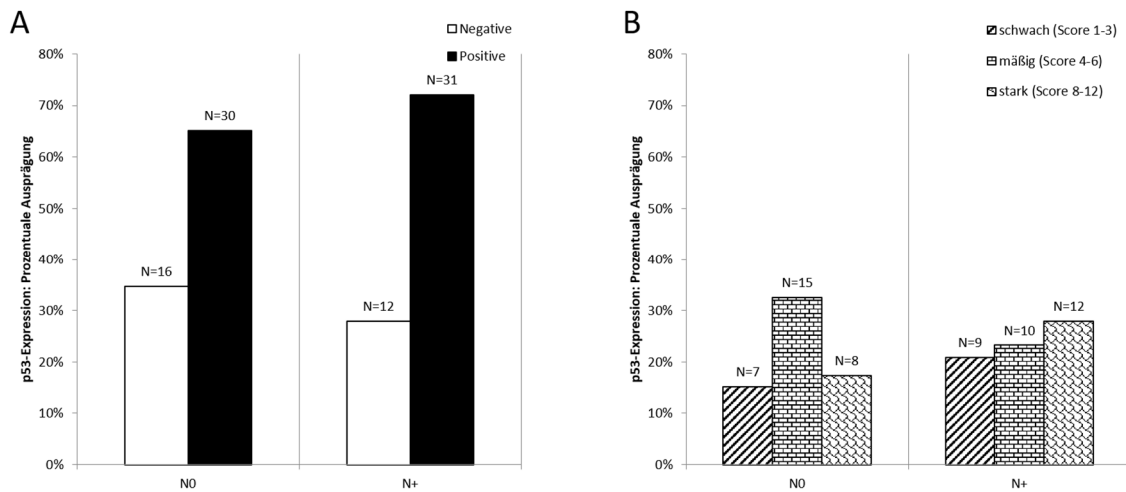 A
Negative
Positive
p53-Expression: Prozentuale Ausprägung
80%
70%
60%
50%
40%
30%
20%
10%
0%
N=16
N=30
N=12
N=31
N0
N+
B
schwach (Score 1-3)
mäßig (Score 4-6)
stark (Score 8-12)
p53-Expression: Prozentuale Ausprägung
80%
70%
60%
50%
40%
30%
20%
10%
0%
N=7
N=15
N=8
N=9
N=10
N=12
N0
N+